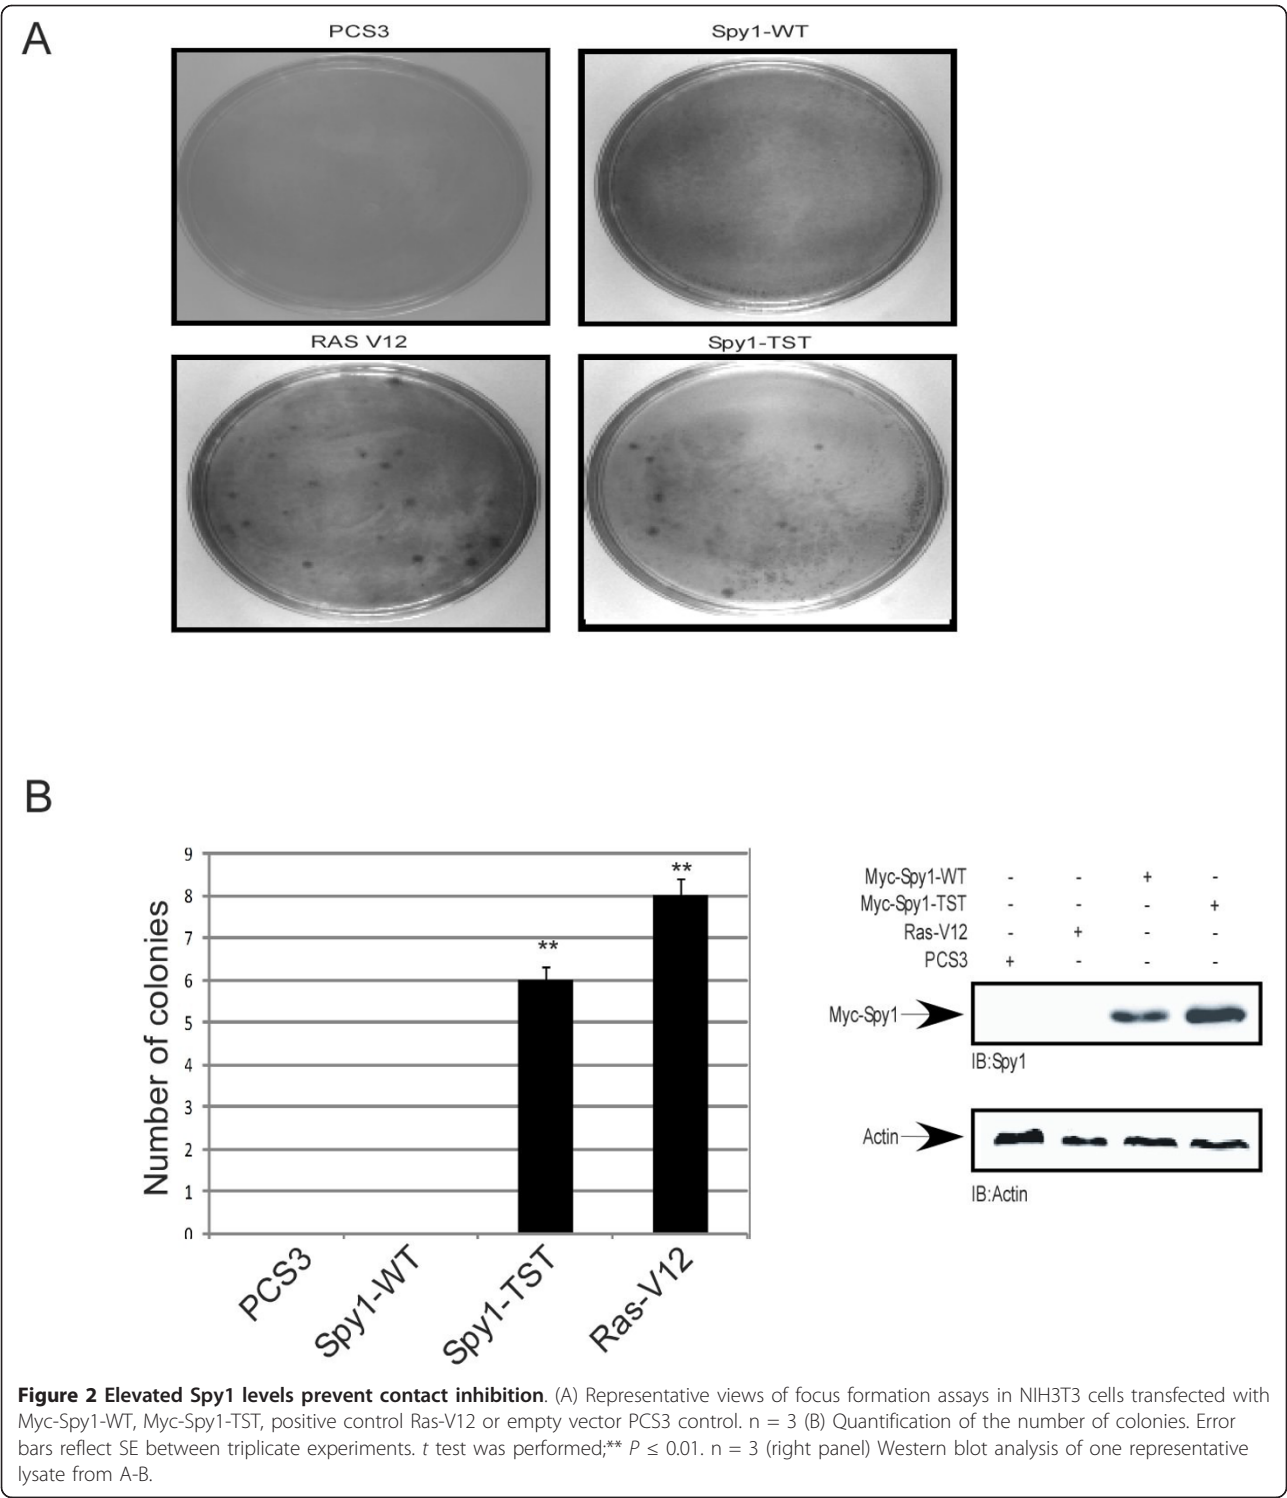 A
PCS3
Spy1-WT
RAS V12
Spy1-TST
B
Number of colonies
9
8
7
6
5
4
3
2
1
0
**
**
PCS3
Spy1-WT
Spy1-TST
Ras-V12
Myc-Spy1-WT - - + -
Myc-Spy1-TST - - - +
Ras-V12 - + - -
PCS3 + - - -
Myc-Spy1
IB:Spy1
Actin
IB:Actin
Figure 2 Elevated Spy1 levels prevent contact inhibition. (A) Representative views of focus formation assays in NIH3T3 cells transfected with
Myc-Spy1-WT, Myc-Spy1-TST, positive control Ras-V12 or empty vector PCS3 control. n = 3 (B) Quantification of the number of colonies. Error
bars reflect SE between triplicate experiments. t test was performed;** P ≤ 0.01. n = 3 (right panel) Western blot analysis of one representative
lysate from A-B.